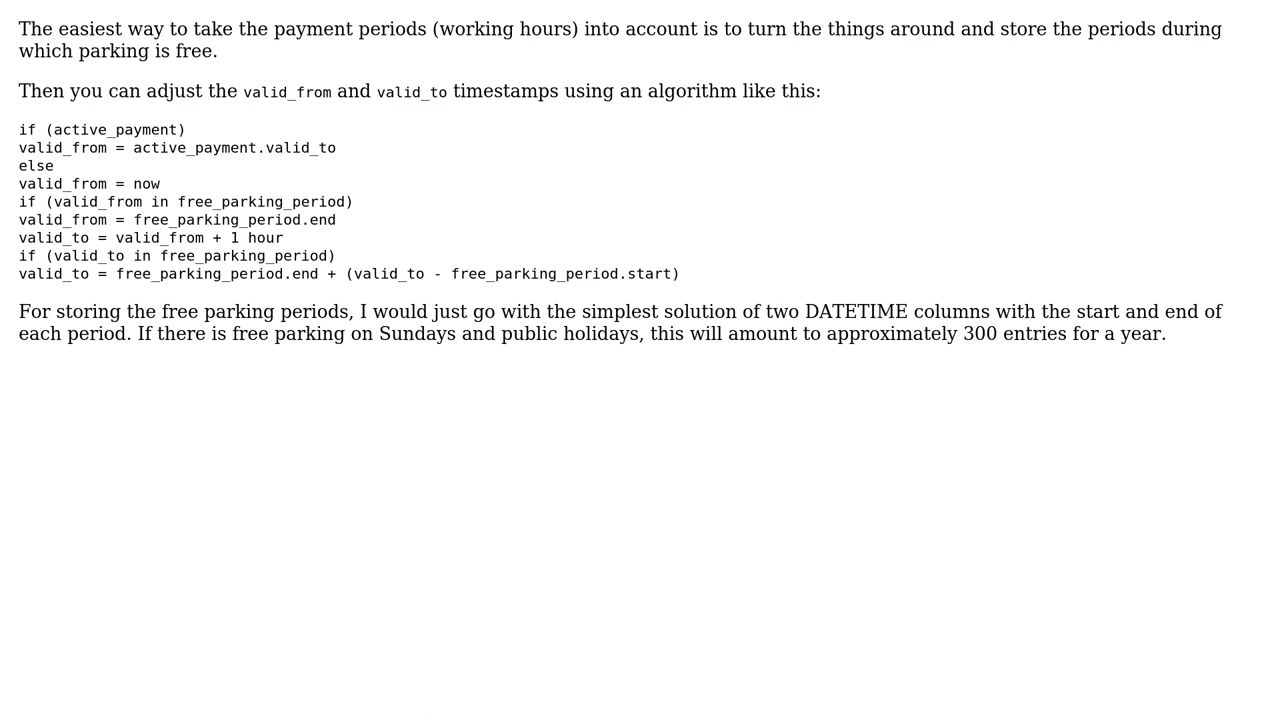 The easiest way to take the payment periods (working hours) into account is to turn the things around and store the periods during
which parking is free.
Then you can adjust the valid_from and valid_to timestamps using an algorithm like this:
if (active_payment)
valid_from = active_payment.valid_to
else
valid_from = now
if (valid_from in free_parking_period)
valid_from = free_parking_period.end
valid_to = valid_from + 1 hour
if (valid_to in free_parking_period)
valid_to = free_parking_period.end + (valid_to - free_parking_period.start)
For storing the free parking periods, I would just go with the simplest solution of two DATETIME columns with the start and end of
each period. If there is free parking on Sundays and public holidays, this will amount to approximately 300 entries for a year.